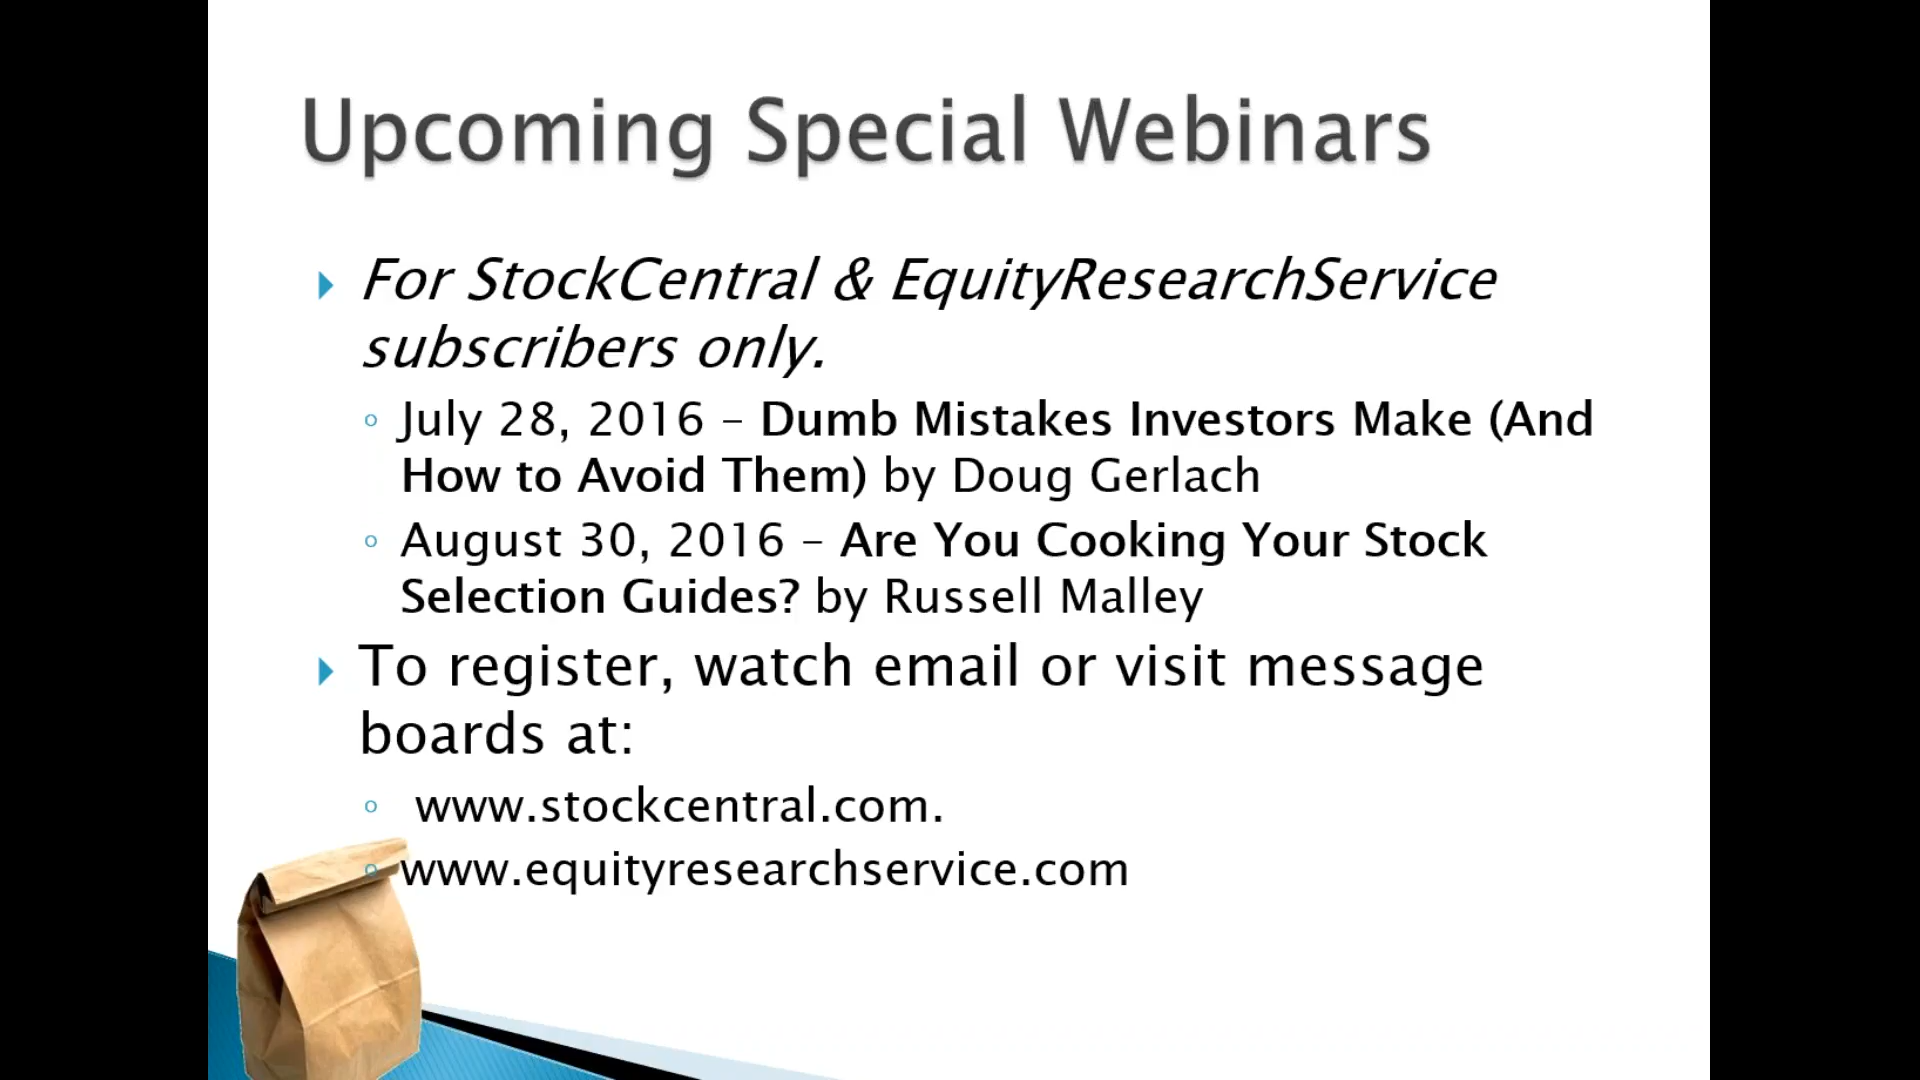 Upcoming Special Webinars
For StockCentral & EquityResearchService
subscribers only.
July 28, 2016 – Dumb Mistakes Investors Make (And
How to Avoid Them) by Doug Gerlach
August 30, 2016 – Are You Cooking Your Stock
Selection Guides? by Russell Malley
To register, watch email or visit message
boards at:
www.stockcentral.com.
www.equityresearchservice.com